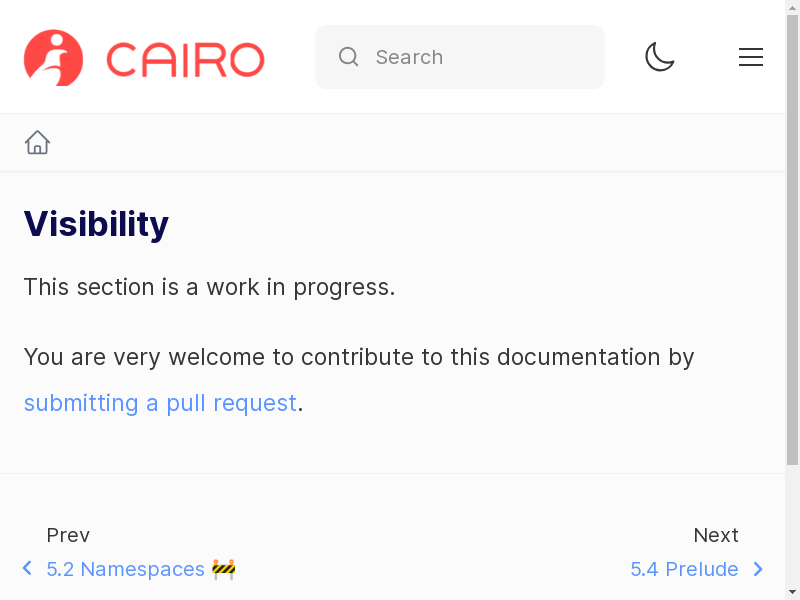 CAIRO
Search
Visibility
This section is a work in progress.
You are very welcome to contribute to this documentation by
submitting a pull request.
Prev
Next
5.2 Namespaces 🚧
5.4 Prelude